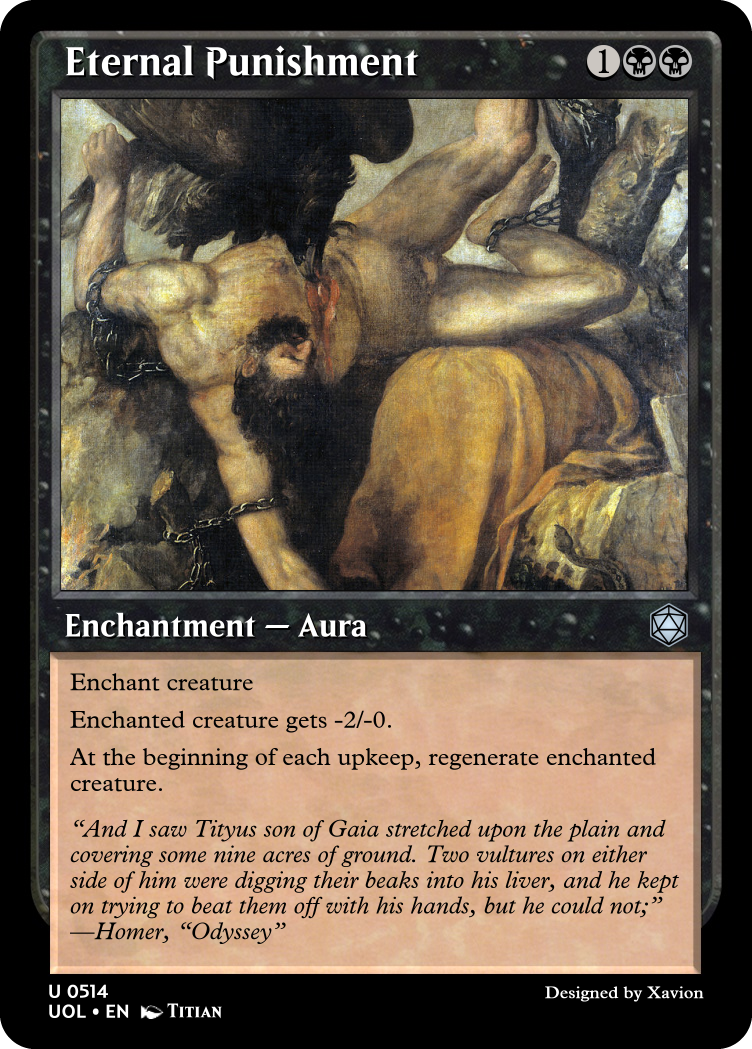 Eternal Punishment
1
Enchantment — Aura
Enchant creature
Enchanted creature gets -2/-0.
At the beginning of each upkeep, regenerate enchanted
creature.
“And I saw Tityus son of Gaia stretched upon the plain and
covering some nine acres of ground. Two vultures on either
side of him were digging their beaks into his liver, and he kept
on trying to beat them off with his hands, but he could not;”
—Homer, “Odyssey”
U 0514
UOL • EN Titian
Designed by Xavion